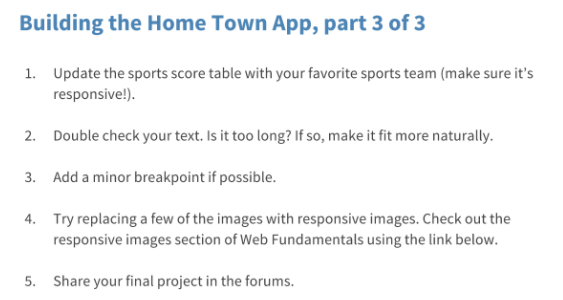 Building the Home Town App, part 3 of 3
1. Update the sports score table with your favorite sports team (make sure it's
responsive!).
2. Double check your text. Is it too long? If so, make it fit more naturally.
3. Add a minor breakpoint if possible.
4. Try replacing a few of the images with responsive images. Check out the
responsive images section of Web Fundamentals using the link below.
5. Share your final project in the forums.